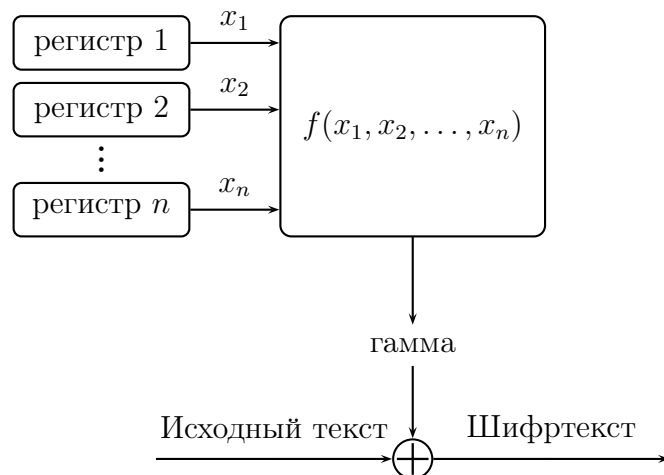 регистр 1
x₁
регистр 2
x₂
⋮
регистр n
xₙ
f(x₁, x₂, . . . , xₙ)
гамма
Исходный текст
Шифртекст